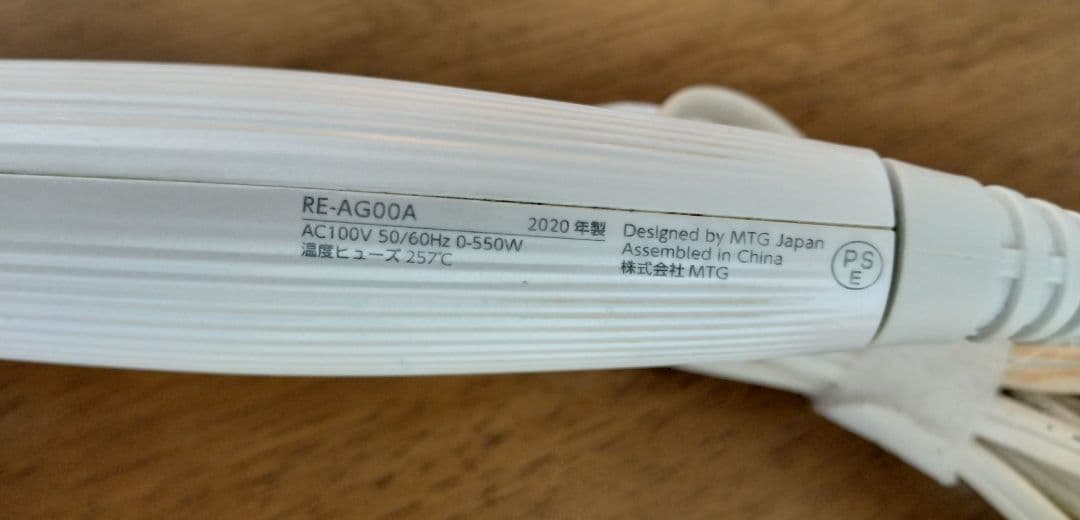 RE-AG00A
2020 年製
AC100V 50/60Hz 0-550W
温度ヒューズ 257℃
Designed by MTG Japan
Assembled in China
株式会社 MTG
PS
E